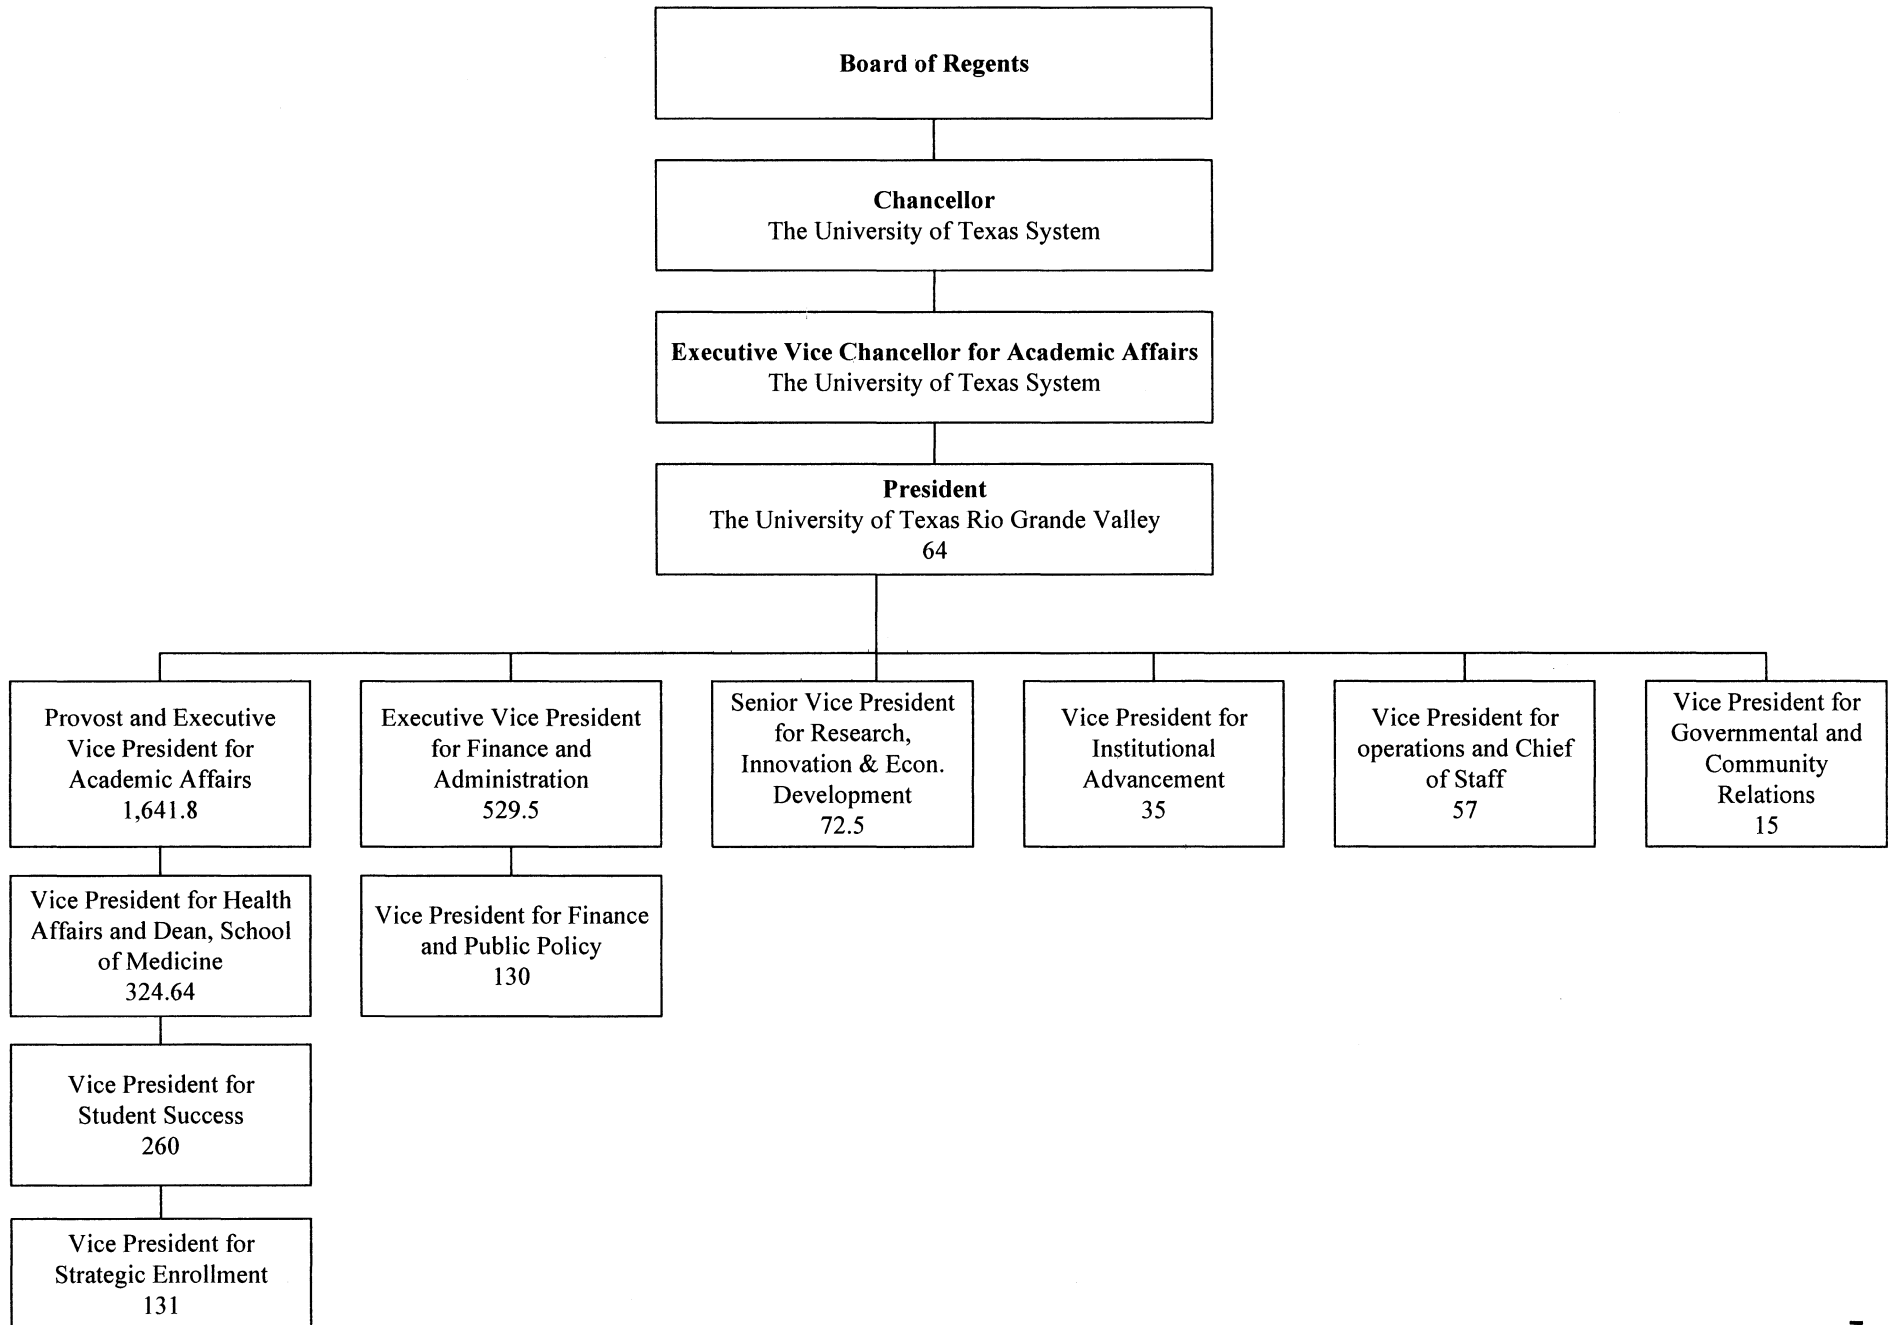 Board of Regents
Chancellor
The University of Texas System
Executive Vice Chancellor for Academic Affairs
The University of Texas System
President
The University of Texas Rio Grande Valley
64
Provost and Executive
Vice President for
Academic Affairs
1,641.8
Executive Vice President
for Finance and
Administration
529.5
Senior Vice President
for Research,
Innovation & Econ.
Development
72.5
Vice President for
Institutional
Advancement
35
Vice President for
operations and Chief
of Staff
57
Vice President for
Governmental and
Community
Relations
15
Vice President for Health
Affairs and Dean, School
of Medicine
324.64
Vice President for Finance
and Public Policy
130
Vice President for
Student Success
260
Vice President for
Strategic Enrollment
131